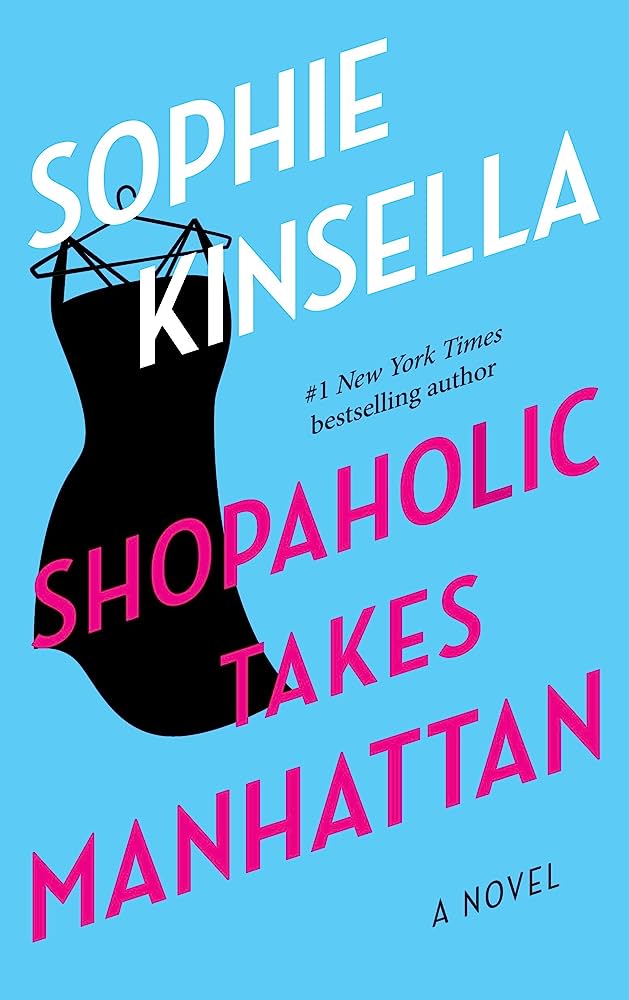 SOPHIE
KINSELLA
#1 New York Times
bestselling author
SHOPAHOLIC
TAKES
MANHATTAN
A NOVEL